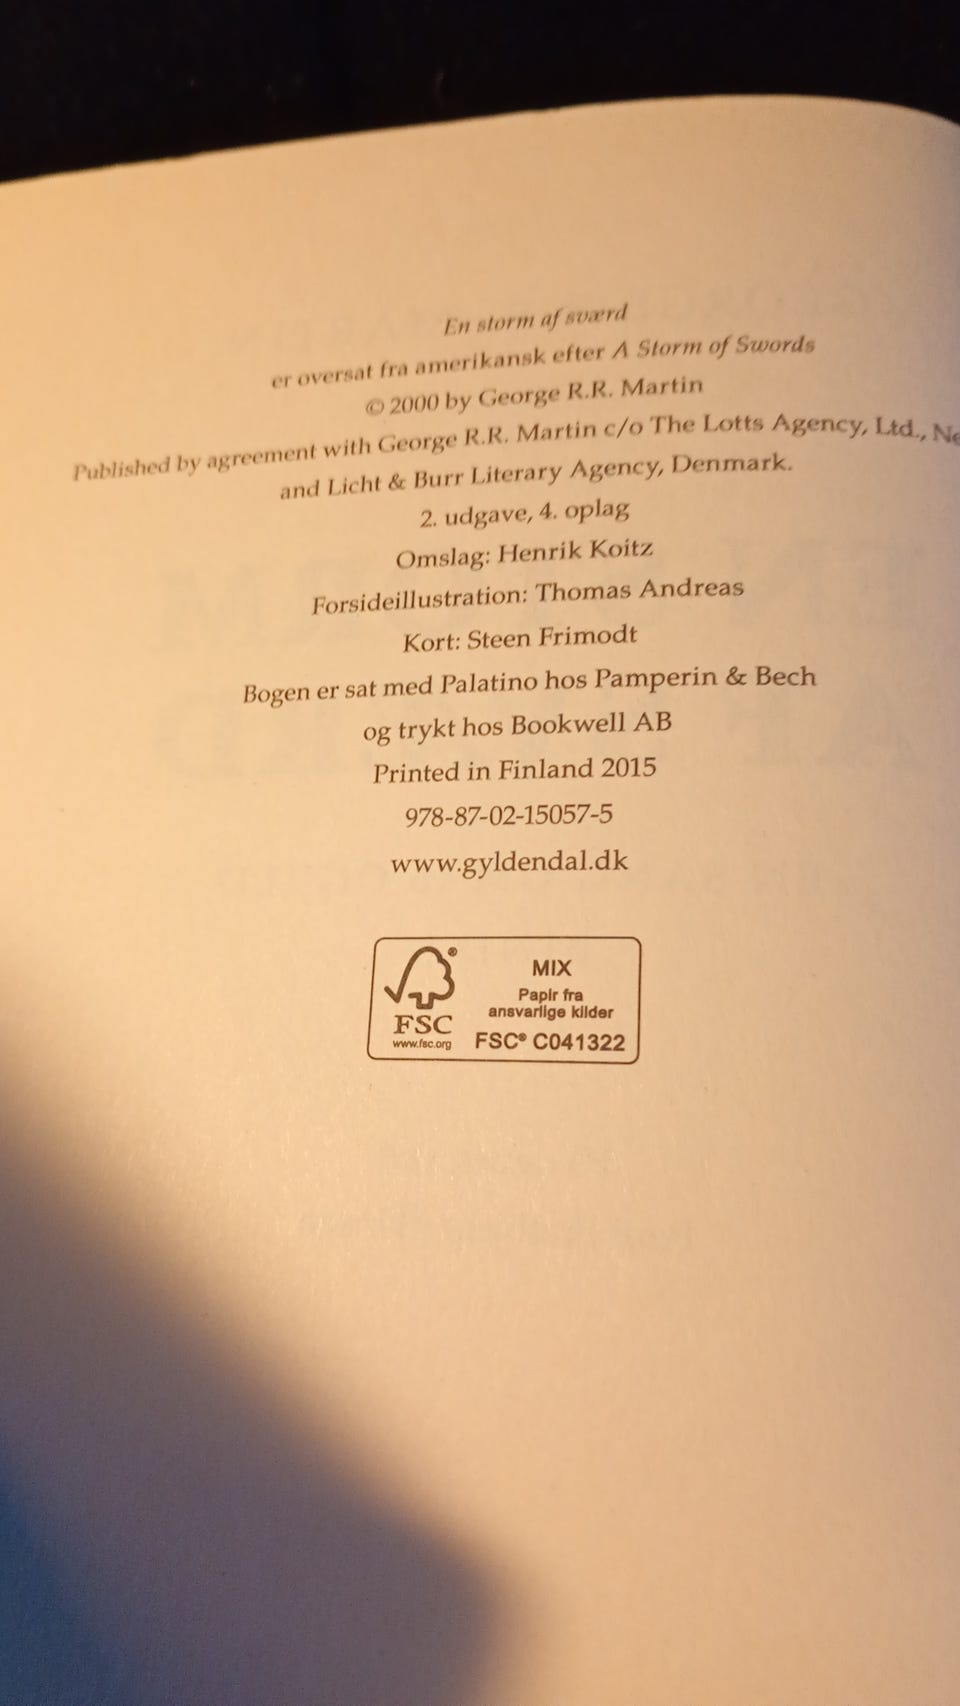 En storm af sværd
er oversat fra amerikansk efter A Storm of Swords
© 2000 by George R.R. Martin
Published by agreement with George R.R. Martin c/o The Lotts Agency, Ltd., Ne
and Licht & Burr Literary Agency, Denmark.
2. udgave, 4. oplag
Omslag: Henrik Koitz
Forsideillustration: Thomas Andreas
Kort: Steen Frimodt
Bogen er sat med Palatino hos Pamperin & Bech
og trykt hos Bookwell AB
Printed in Finland 2015
978-87-02-15057-5
www.gyldendal.dk
FSC
www.fsc.org
MIX
Papir fra
ansvarlige kilder
FSC® C041322